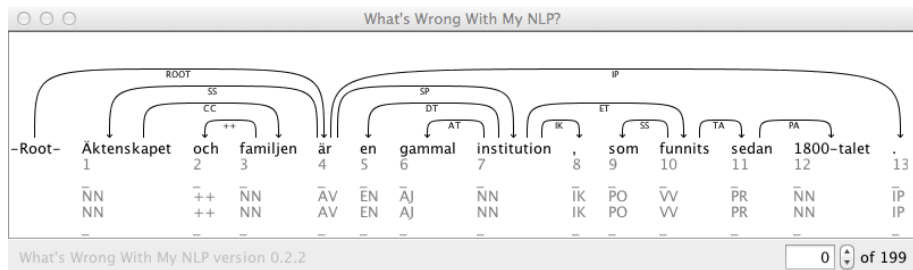 What's Wrong With My NLP?
ROOT IP
SS SP
CC DT ET
++ AT IK SS TA PA
-Root- Äktenskapet och familjen är en gammal institution , som funnits sedan 1800-talet .
1 2 3 4 5 6 7 8 9 10 11 12 13
_ _ _ _ _ _ _ _ _ _ _ _ _
NN ++ NN AV EN AJ NN IK PO VV PR NN IP
NN ++ NN AV EN AJ NN IK PO VV PR NN IP
_ _ _ _ _ _ _ _ _ _ _ _ _
What's Wrong With My NLP version 0.2.2 0 of 199